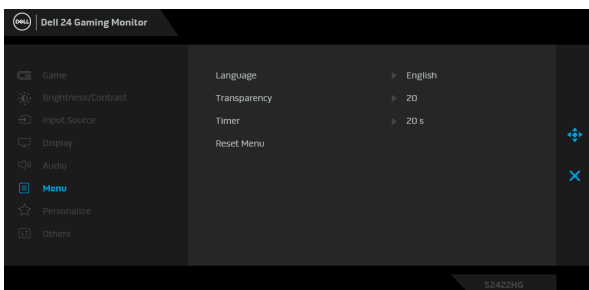 DELL Dell 24 Gaming Monitor
Game
Brightness/Contrast
Input Source
Display
Audio
Menu
Personalize
Others
Language English
Transparency 20
Timer 20 s
Reset Menu
S2422HG